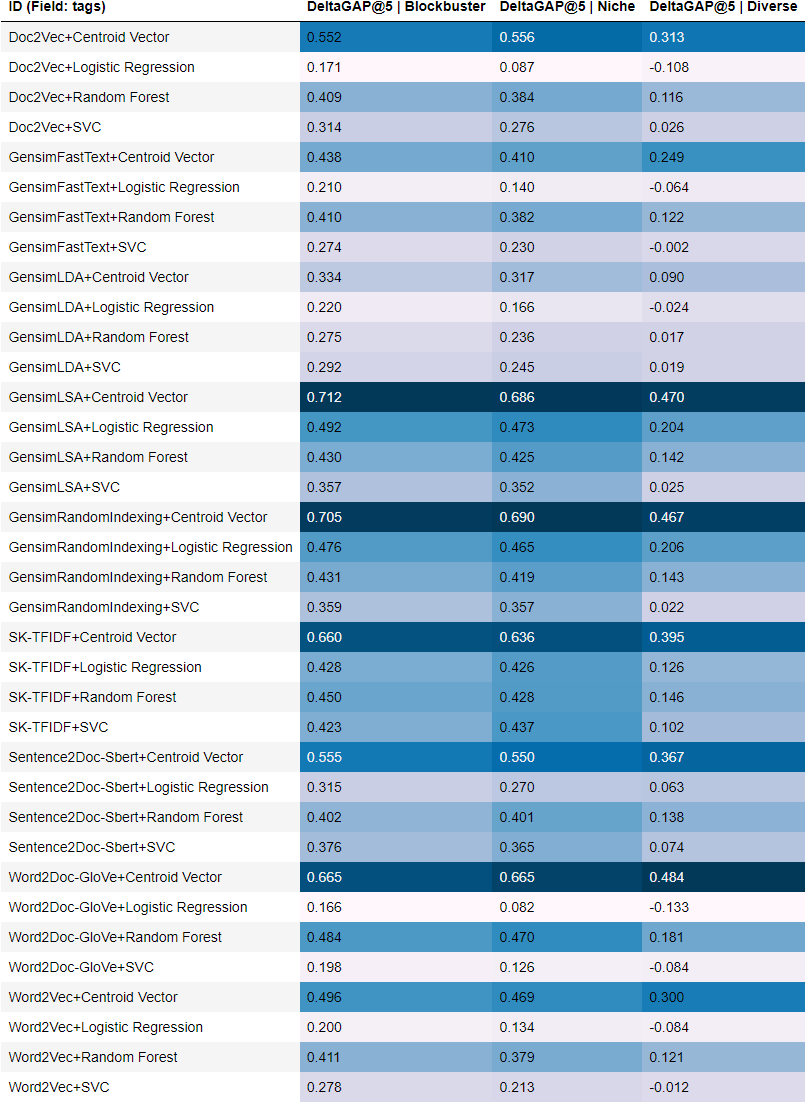 ID (Field: tags) DeltaGAP@5 | Blockbuster DeltaGAP@5 | Niche DeltaGAP@5 | Diverse
Doc2Vec+Centroid Vector 0.552 0.556 0.313
Doc2Vec+Logistic Regression 0.171 0.087 -0.108
Doc2Vec+Random Forest 0.409 0.384 0.116
Doc2Vec+SVC 0.314 0.276 0.026
GensimFastText+Centroid Vector 0.438 0.410 0.249
GensimFastText+Logistic Regression 0.210 0.140 -0.064
GensimFastText+Random Forest 0.410 0.382 0.122
GensimFastText+SVC 0.274 0.230 -0.002
GensimLDA+Centroid Vector 0.334 0.317 0.090
GensimLDA+Logistic Regression 0.220 0.166 -0.024
GensimLDA+Random Forest 0.275 0.236 0.017
GensimLDA+SVC 0.292 0.245 0.019
GensimLSA+Centroid Vector 0.712 0.686 0.470
GensimLSA+Logistic Regression 0.492 0.473 0.204
GensimLSA+Random Forest 0.430 0.425 0.142
GensimLSA+SVC 0.357 0.352 0.025
GensimRandomIndexing+Centroid Vector 0.705 0.690 0.467
GensimRandomIndexing+Logistic Regression 0.476 0.465 0.206
GensimRandomIndexing+Random Forest 0.431 0.419 0.143
GensimRandomIndexing+SVC 0.359 0.357 0.022
SK-TFIDF+Centroid Vector 0.660 0.636 0.395
SK-TFIDF+Logistic Regression 0.428 0.426 0.126
SK-TFIDF+Random Forest 0.450 0.428 0.146
SK-TFIDF+SVC 0.423 0.437 0.102
Sentence2Doc-Sbert+Centroid Vector 0.555 0.550 0.367
Sentence2Doc-Sbert+Logistic Regression 0.315 0.270 0.063
Sentence2Doc-Sbert+Random Forest 0.402 0.401 0.138
Sentence2Doc-Sbert+SVC 0.376 0.365 0.074
Word2Doc-GloVe+Centroid Vector 0.665 0.665 0.484
Word2Doc-GloVe+Logistic Regression 0.166 0.082 -0.133
Word2Doc-GloVe+Random Forest 0.484 0.470 0.181
Word2Doc-GloVe+SVC 0.198 0.126 -0.084
Word2Vec+Centroid Vector 0.496 0.469 0.300
Word2Vec+Logistic Regression 0.200 0.134 -0.084
Word2Vec+Random Forest 0.411 0.379 0.121
Word2Vec+SVC 0.278 0.213 -0.012